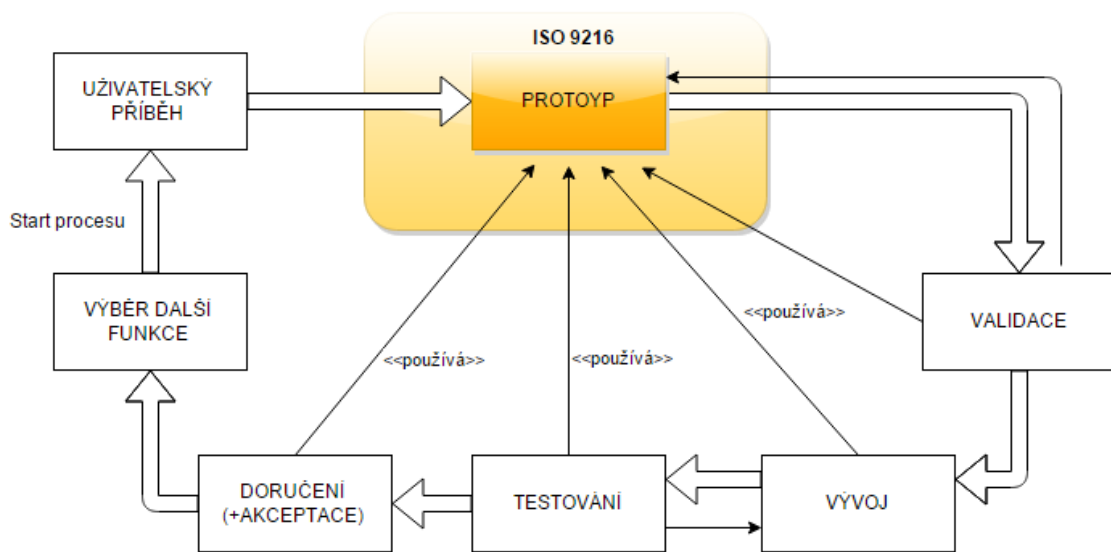 ISO 9216
UŽIVATELSKÝ
PŘÍBĚH
PROTOYP
Start procesu
VÝBĚR DALŠÍ
FUNKCE
VALIDACE
<<používá>>
<<používá>>
<<používá>>
DORUČENÍ
(+AKCEPTACE)
TESTOVÁNÍ
VÝVOJ